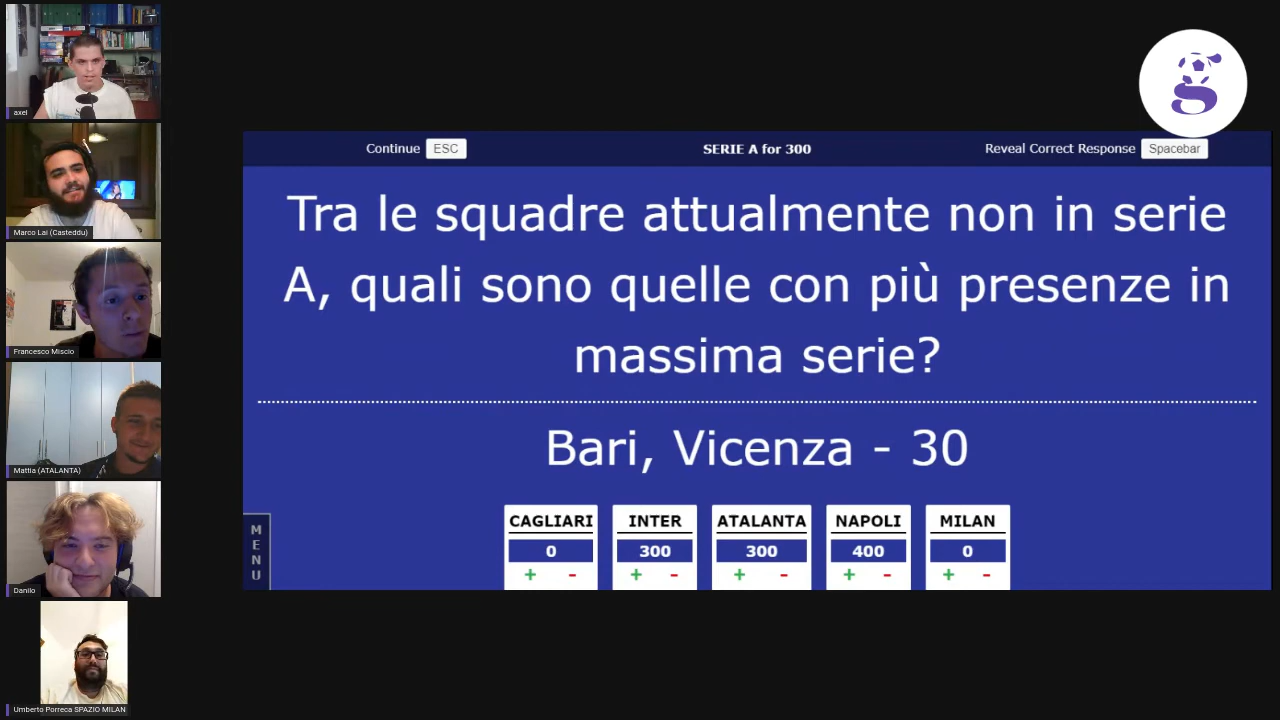 axel
Marco Lai (Casteddu)
Francesco Miscio
Mattia (ATALANTA)
Danilo
Umberto Porreca SPAZIO MILAN
g
Continue ESC SERIE A for 300 Reveal Correct Response Spacebar
Tra le squadre attualmente non in serie
A, quali sono quelle con più presenze in
massima serie?
Bari, Vicenza - 30
MENU
CAGLIARI INTER ATALANTA NAPOLI MILAN
0 300 300 400 0
+ - + - + - + - + -